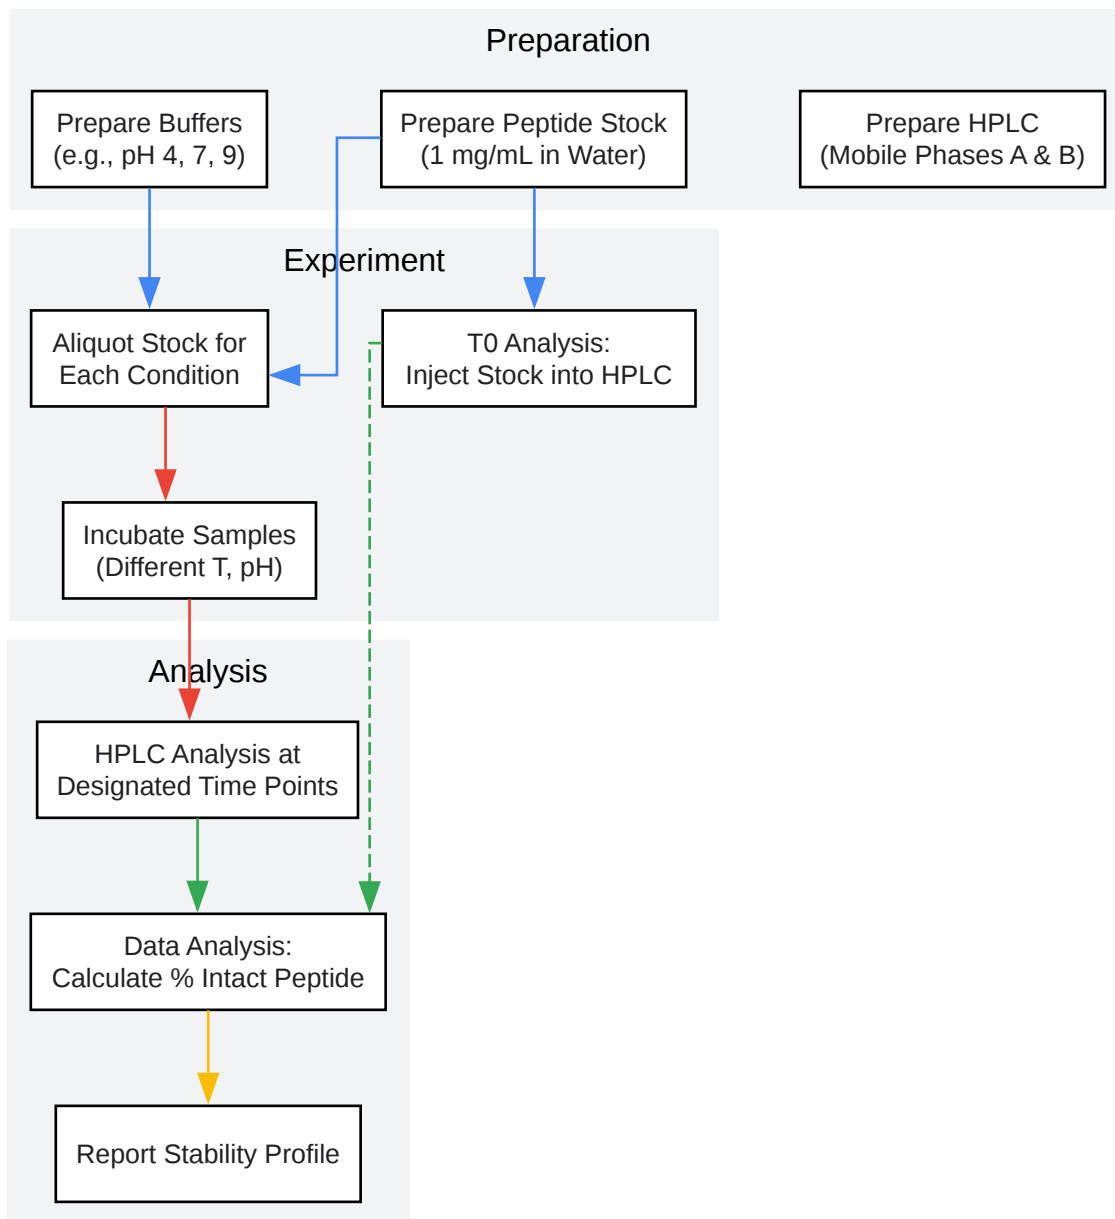 Preparation
Prepare Buffers
(e.g., pH 4, 7, 9)
Prepare Peptide Stock
(1 mg/mL in Water)
Prepare HPLC
(Mobile Phases A & B)
Experiment
Aliquot Stock for
Each Condition
T0 Analysis:
Inject Stock into HPLC
Incubate Samples
(Different T, pH)
Analysis
HPLC Analysis at
Designated Time Points
Data Analysis:
Calculate % Intact Peptide
Report Stability Profile